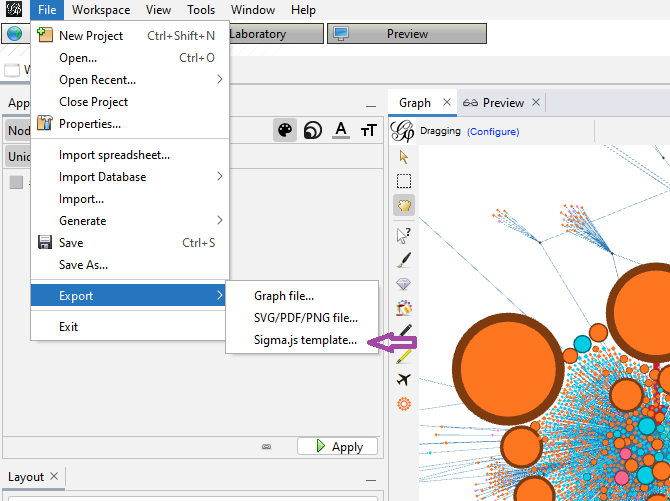 File Workspace View Tools Window Help
New Project Ctrl+Shift+N
Laboratory Preview
Open... Ctrl+O
Open Recent...
Close Project
Properties...
Import spreadsheet...
Import Database
Import...
Generate
Save Ctrl+S
Save As...
Export
Exit
Graph file...
SVG/PDF/PNG file...
Sigma.js template...
W
App
Nod
Unic
A
TT
Apply
Layout
Graph Preview
Dragging (Configure)
?